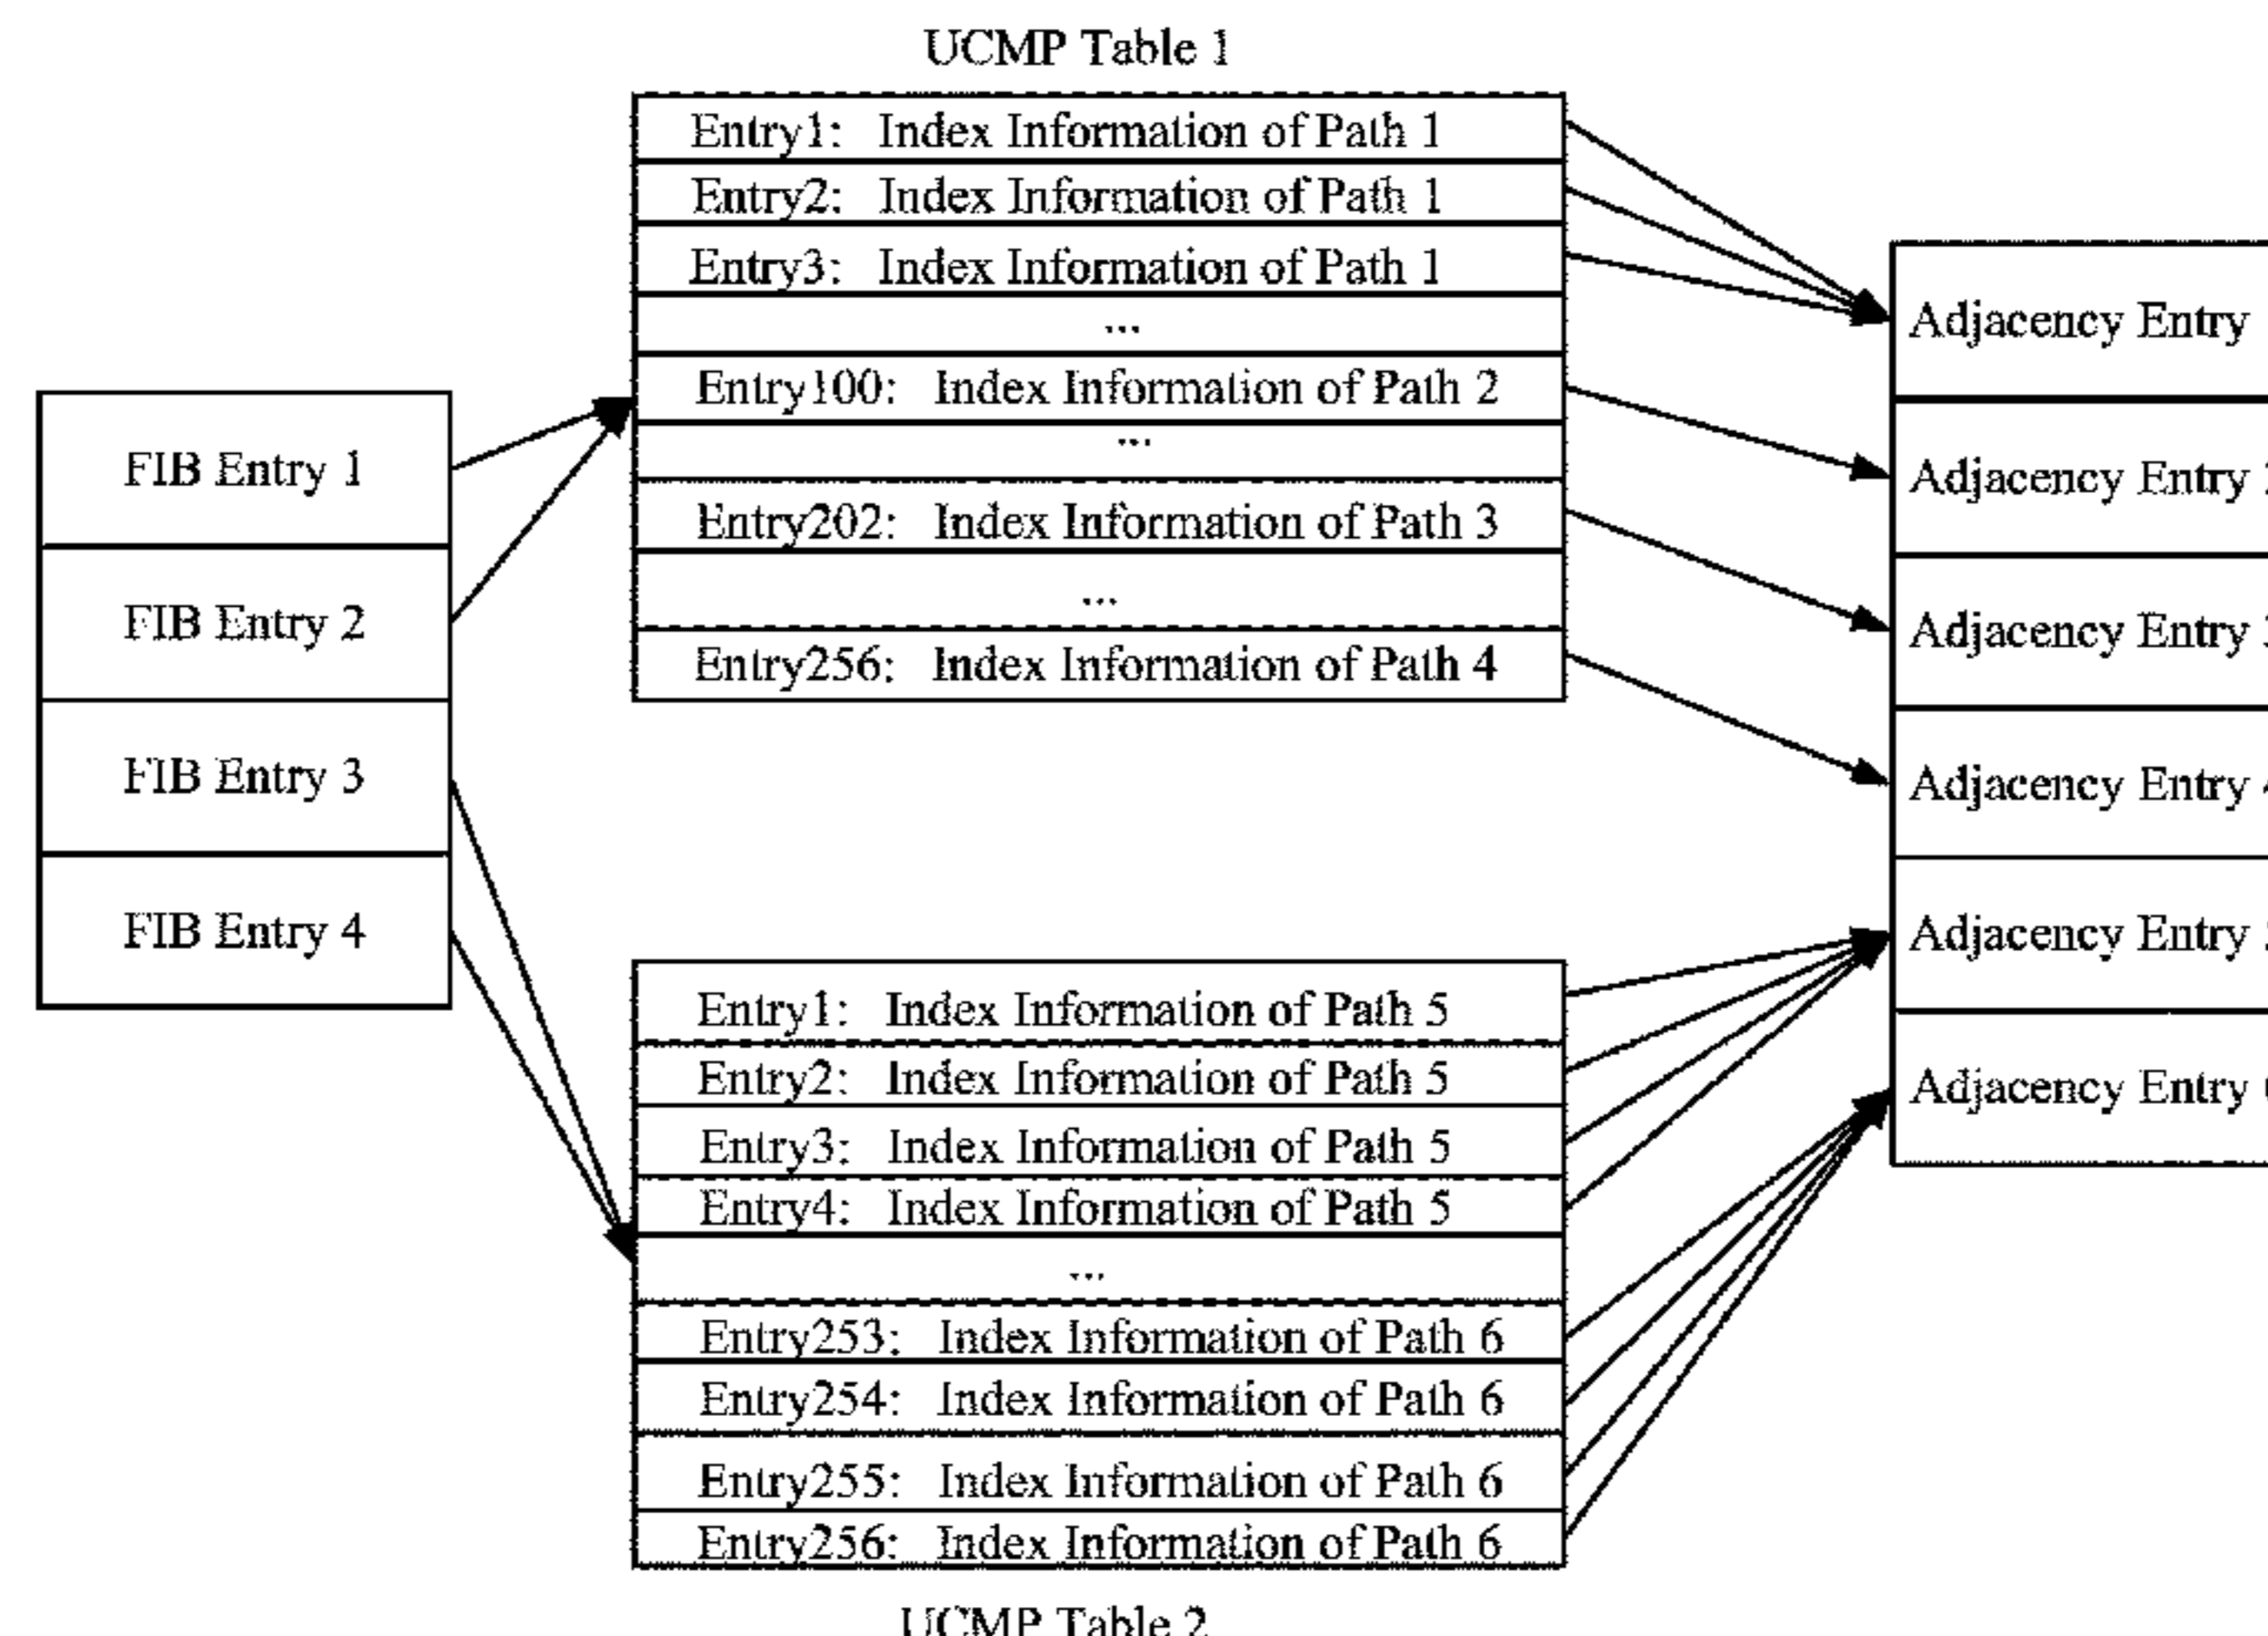 UCMP Table 1
Entry1: Index Information of Path 1
Entry2: Index Information of Path 1
Entry3: Index Information of Path 1
...
Entry100: Index Information of Path 2
...
Entry202: Index Information of Path 3
...
Entry256: Index Information of Path 4
FIB Entry 1
FIB Entry 2
FIB Entry 3
FIB Entry 4
Entry1: Index Information of Path 5
Entry2: Index Information of Path 5
Entry3: Index Information of Path 5
Entry4: Index Information of Path 5
...
Entry253: Index Information of Path 6
Entry254: Index Information of Path 6
Entry255: Index Information of Path 6
Entry256: Index Information of Path 6
UCMP Table 2
Adjacency Entry
Adjacency Entry
Adjacency Entry
Adjacency Entry
Adjacency Entry
Adjacency Entry